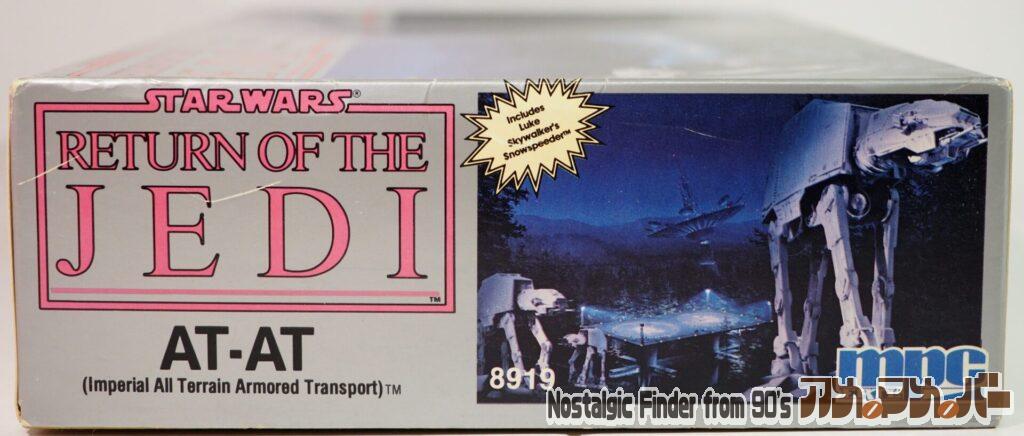 STAR WARS®
RETURN OF THE
JEDI
TM
AT-AT
(Imperial All Terrain Armored Transport)TM
Includes
Luke
Skywalker's
Snowspeeder™
8919
mpc
Nostalgic Finder from 90's